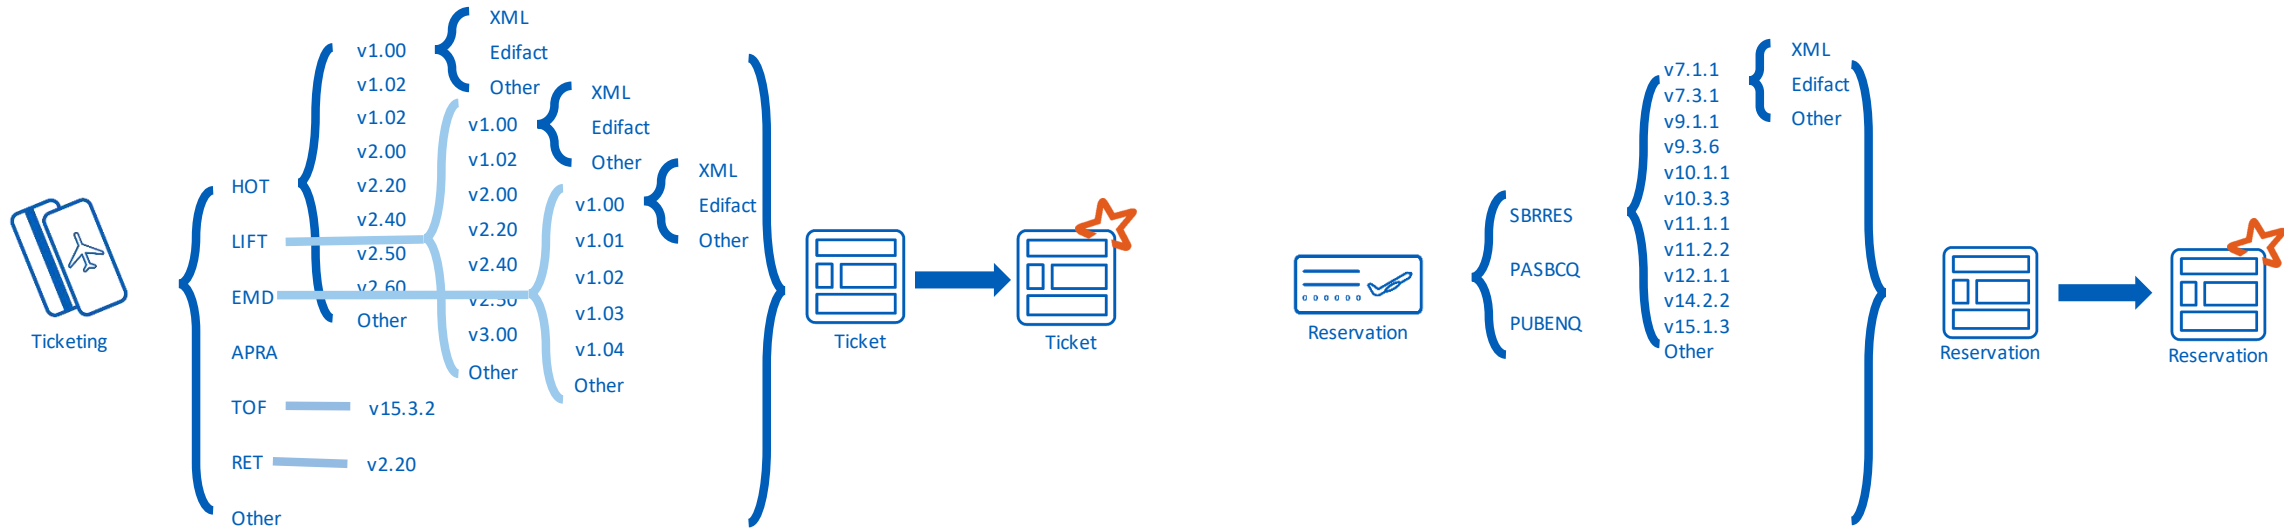 Ticketing
HOT
LIFT
EMD
APRA
TOF
RET
Other
v1.00
v1.02
v1.02
v2.00
v2.20
v2.40
v2.50
v2.60
Other
XML
Edifact
Other
v1.00
v1.02
v2.00
v2.20
v2.40
v2.50
v3.00
Other
XML
Edifact
Other
v1.00
v1.01
v1.02
v1.03
v1.04
Other
XML
Edifact
Other
v15.3.2
v2.20
Ticket
Ticket
Reservation
SBRRES
PASBCQ
PUBENQ
v7.1.1
v7.3.1
v9.1.1
v9.3.6
v10.1.1
v10.3.3
v11.1.1
v11.2.2
v12.1.1
v14.2.2
v15.1.3
Other
XML
Edifact
Other
Reservation
Reservation